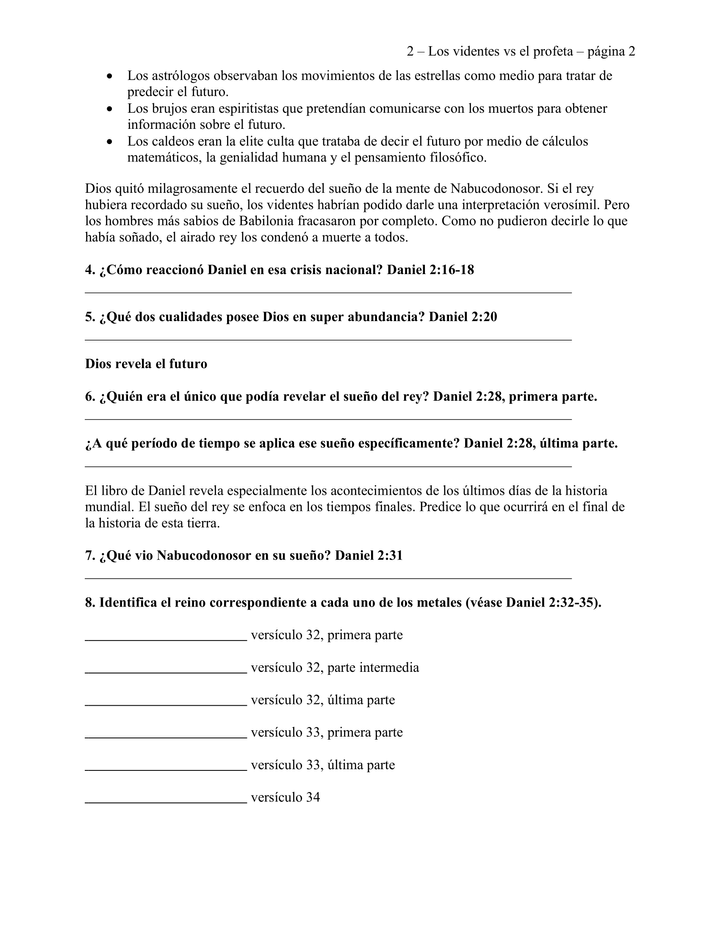 2 – Los videntes vs el profeta – página 2
• Los astrólogos observaban los movimientos de las estrellas como medio para tratar de
predecir el futuro.
• Los brujos eran espiritistas que pretendían comunicarse con los muertos para obtener
información sobre el futuro.
• Los caldeos eran la elite culta que trataba de decir el futuro por medio de cálculos
matemáticos, la genialidad humana y el pensamiento filosófico.
Dios quitó milagrosamente el recuerdo del sueño de la mente de Nabucodonosor. Si el rey
hubiera recordado su sueño, los videntes habrían podido darle una interpretación verosímil. Pero
los hombres más sabios de Babilonia fracasaron por completo. Como no pudieron decirle lo que
había soñado, el airado rey los condenó a muerte a todos.
4. ¿Cómo reaccionó Daniel en esa crisis nacional? Daniel 2:16-18
5. ¿Qué dos cualidades posee Dios en super abundancia? Daniel 2:20
Dios revela el futuro
6. ¿Quién era el único que podía revelar el sueño del rey? Daniel 2:28, primera parte.
¿A qué período de tiempo se aplica ese sueño específicamente? Daniel 2:28, última parte.
El libro de Daniel revela especialmente los acontecimientos de los últimos días de la historia
mundial. El sueño del rey se enfoca en los tiempos finales. Predice lo que ocurrirá en el final de
la historia de esta tierra.
7. ¿Qué vio Nabucodonosor en su sueño? Daniel 2:31
8. Identifica el reino correspondiente a cada uno de los metales (véase Daniel 2:32-35).
versículo 32, primera parte
versículo 32, parte intermedia
versículo 32, última parte
versículo 33, primera parte
versículo 33, última parte
versículo 34